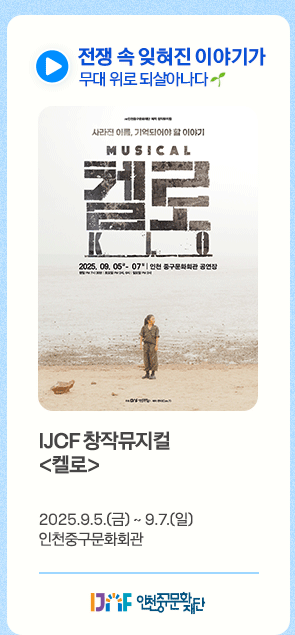 전쟁 속 잊혀진 이야기가
무대 위로 되살아나다
사라진 이름, 기억되어야 할 이야기
MUSICAL
켈로
KLO
2025. 09. 05 - 07 | 인천 중구문화회관 공연장
IJCF 창작뮤지컬
<켈로>
2025.9.5.(금) ~ 9.7.(일)
인천중구문화회관
IJCF 인천중구문화재단